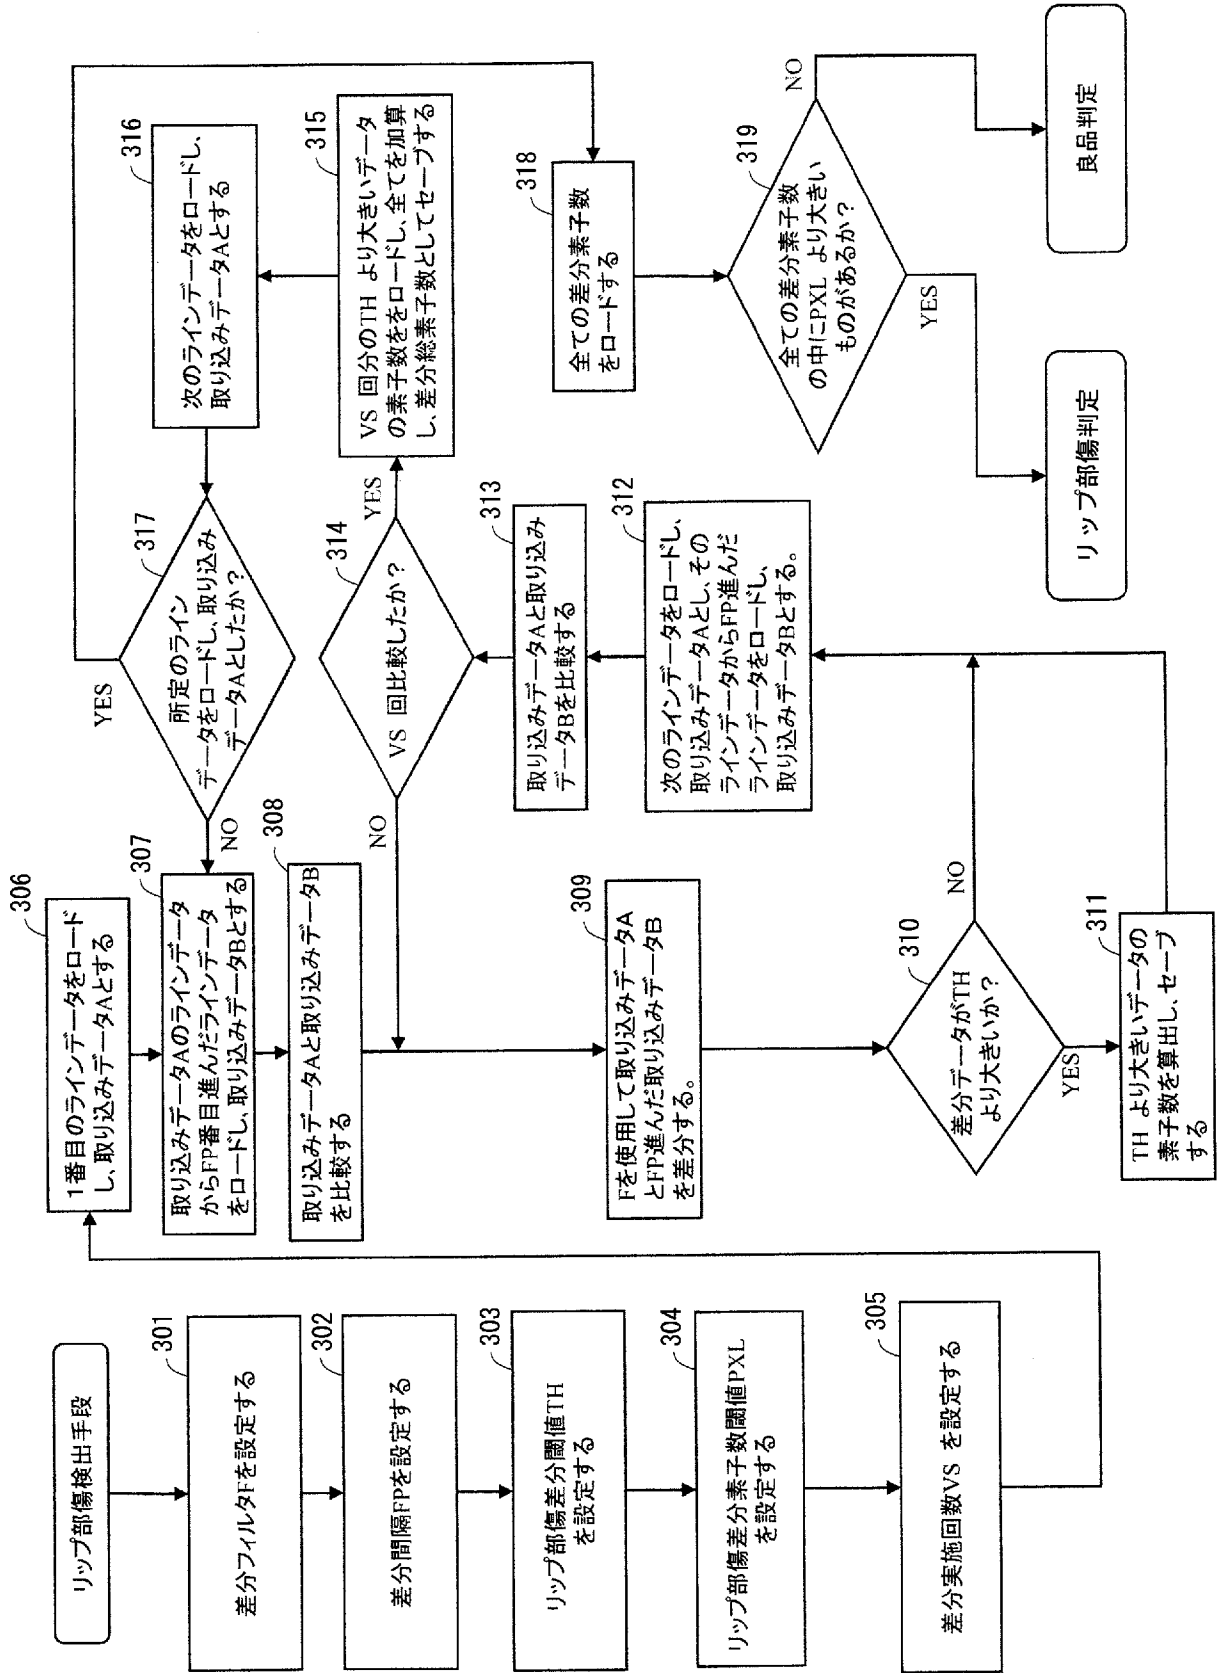 リップ部傷検出手段
301
差分フィルタFを設定する
302
差分間隔FPを設定する
303
リップ部傷差分閾値TH
を設定する
304
リップ部傷差分素子数閾値PXL
を設定する
305
差分実施回数VS を設定する
306
1番目のラインデータをロード
し、取り込みデータAとする
307
取り込みデータAのラインデータ
からFP番目進んだラインデータ
をロードし、取り込みデータBとする
308
取り込みデータAと取り込みデータB
を比較する
309
Fを使用して取り込みデータA
とFP進んだ取り込みデータB
を差分する。
310
差分データがTH
より大きいか?
NO
YES
311
TH より大きいデータの
素子数を算出し、セーブ
する
312
次のラインデータをロードし、
取り込みデータAとし、その
ラインデータからFP進んだ
ラインデータをロードし、
取り込みデータBとする。
313
取り込みデータAと取り込み
データBを比較する
314
VS 回比較したか?
NO
YES
315
VS 回分のTH より大きいデータ
の素子数ををロードし、全てを加算
し、差分総素子数としてセーブする
316
次のラインデータをロードし、
取り込みデータAとする
317
所定のライン
データをロードし、取り込み
データAとしたか?
NO
YES
318
全ての差分素子数
をロードする
319
全ての差分素子数
の中にPXL より大きい
ものがあるか?
NO
YES
リップ部傷判定
良品判定